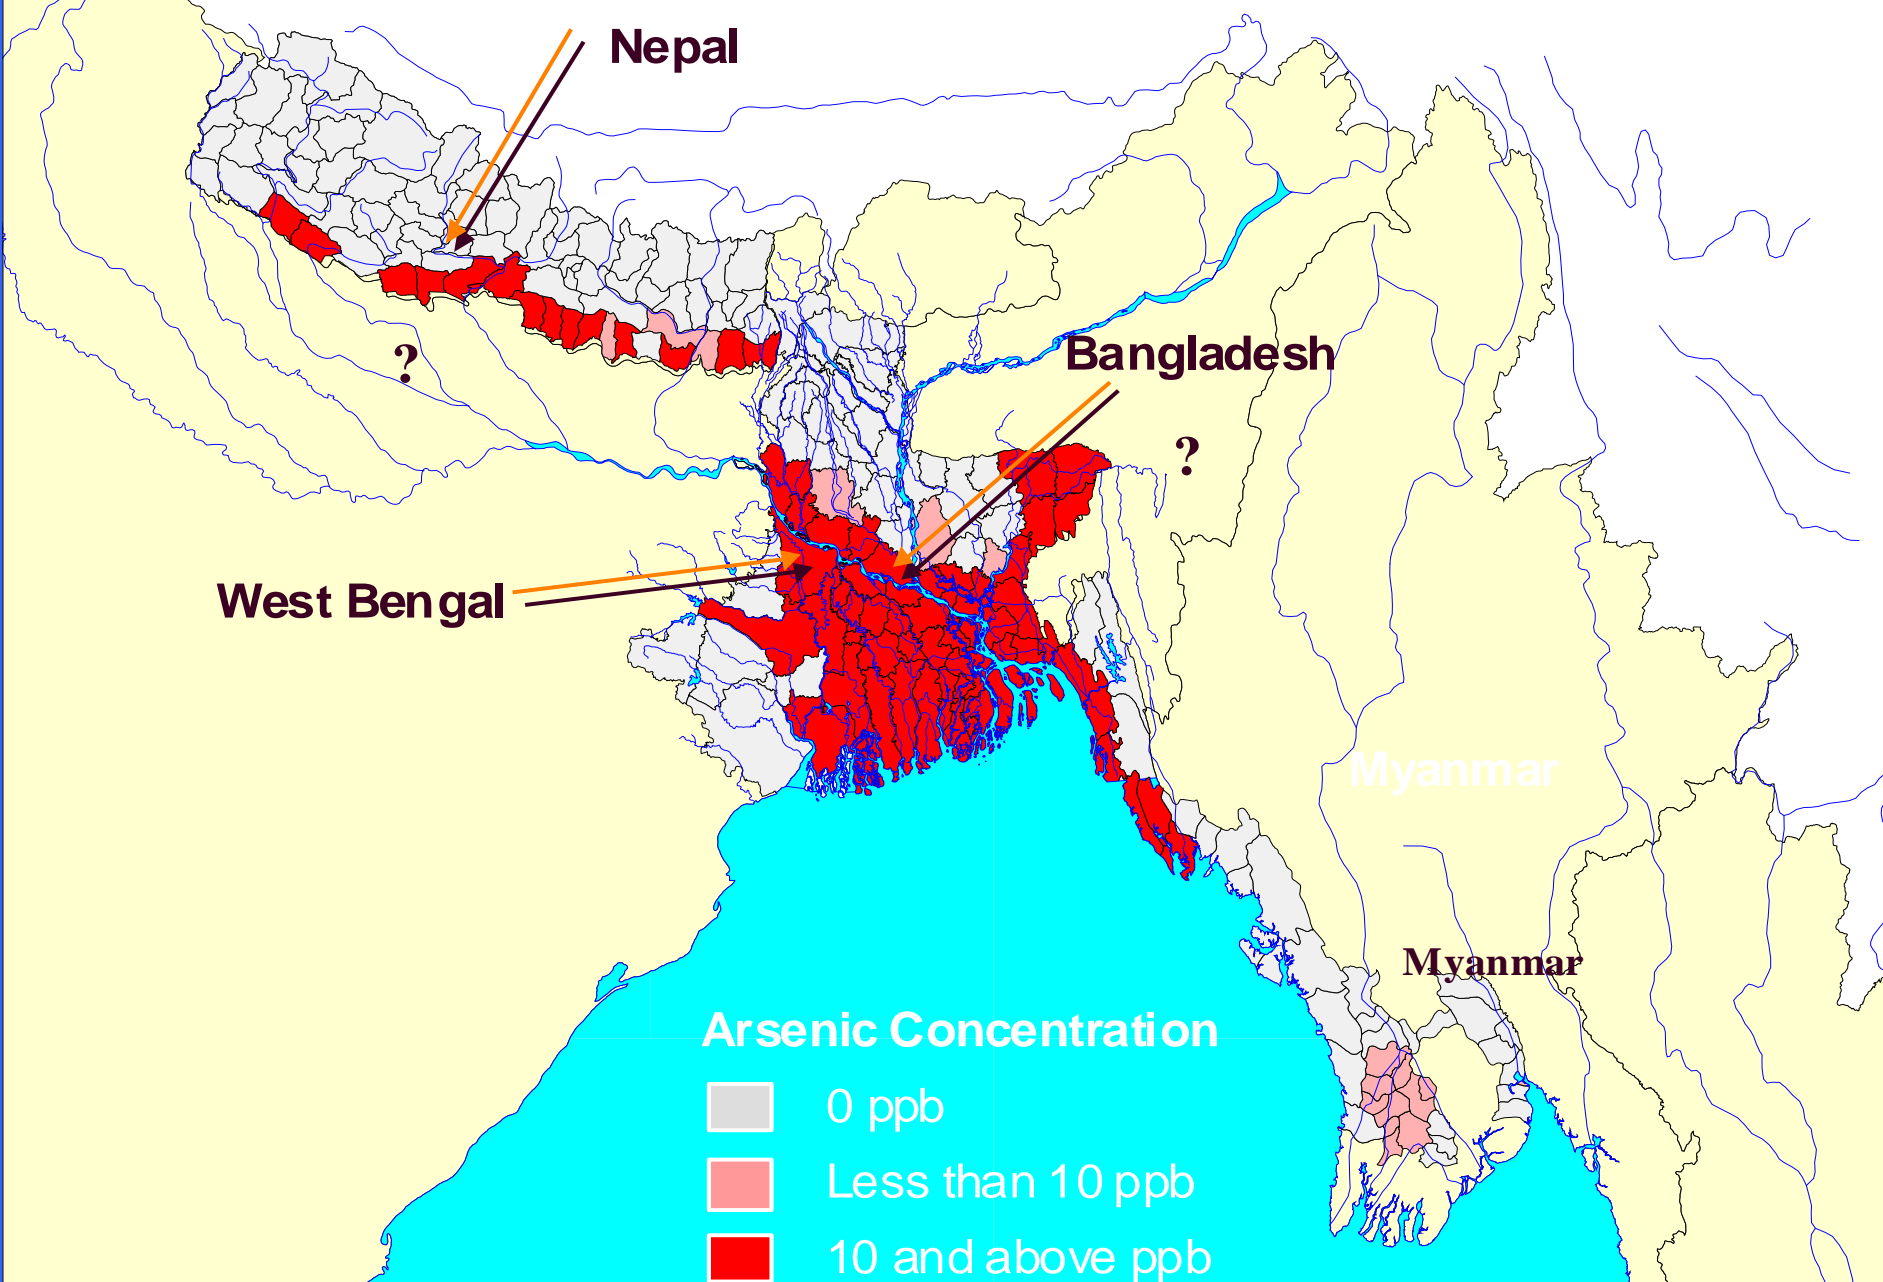 Nepal
?
Bangladesh
?
West Bengal
Myanmar
Myanmar
Arsenic Concentration
0 ppb
Less than 10 ppb
10 and above ppb